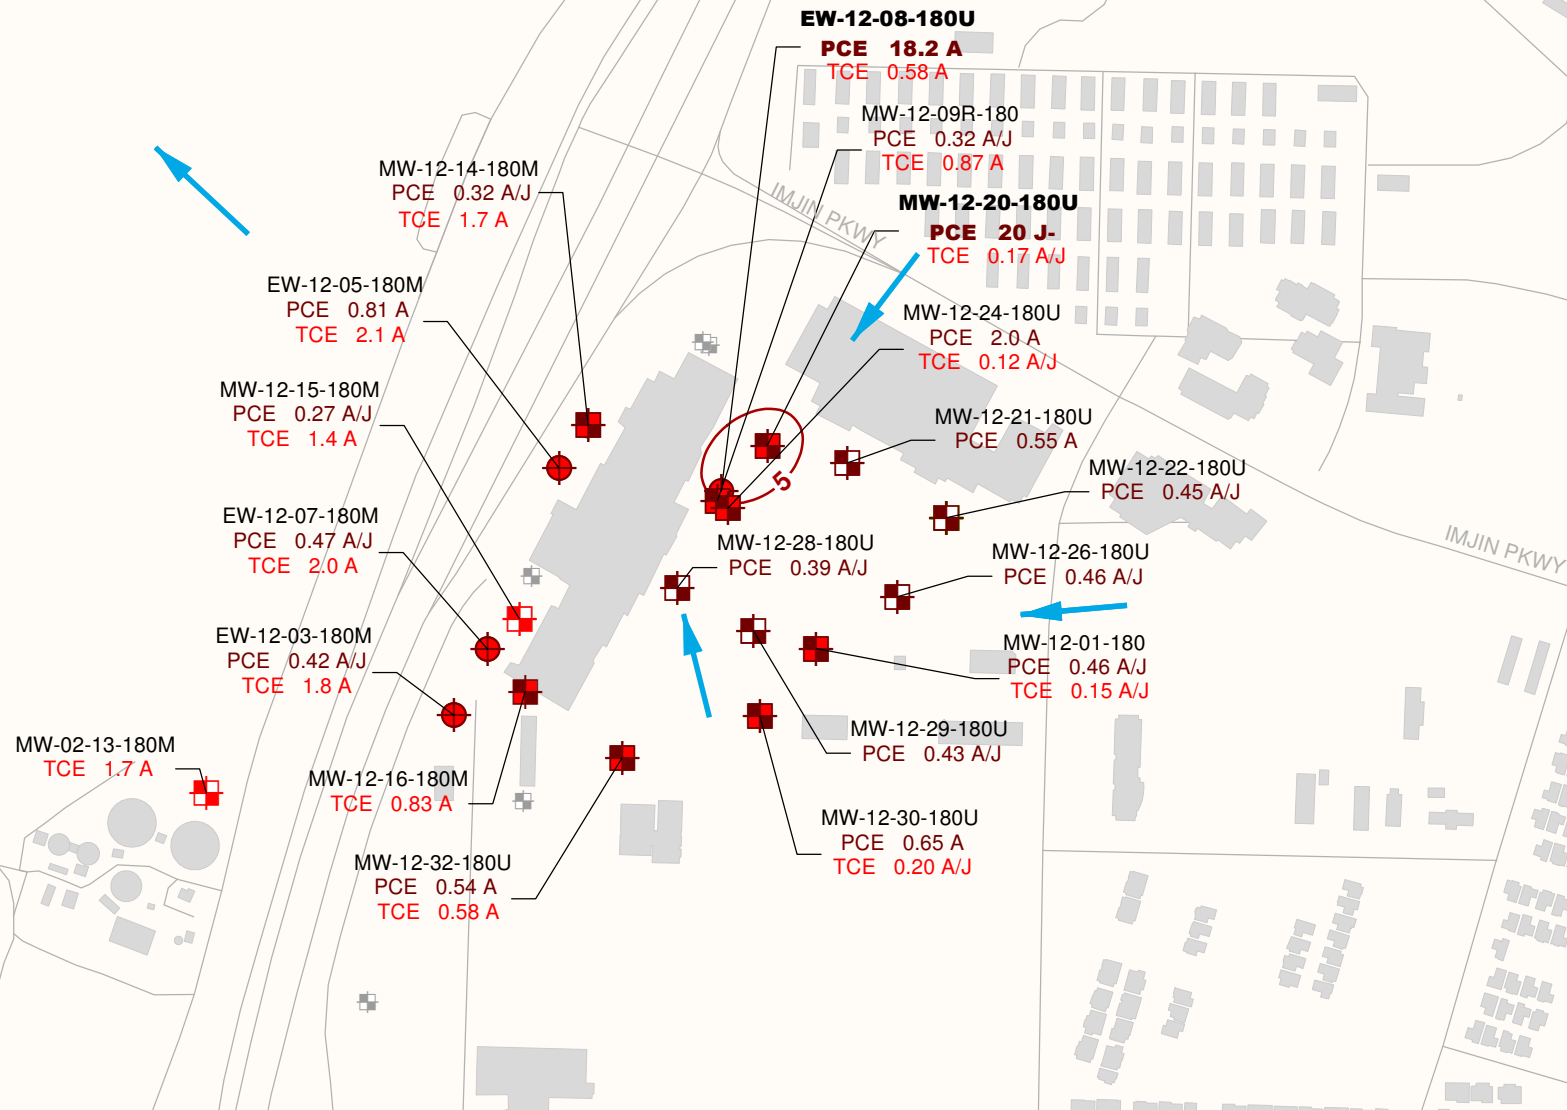 EW-12-08-180U
PCE 18.2 A
TCE 0.58 A
MW-12-09R-180
PCE 0.32 A/J
TCE 0.87 A
MW-12-14-180M
PCE 0.32 A/J
TCE 1.7 A
IMJIN PKWY
MW-12-20-180U
PCE 20 J-
TCE 0.17 A/J
EW-12-05-180M
PCE 0.81 A
TCE 2.1 A
MW-12-24-180U
PCE 2.0 A
TCE 0.12 A/J
MW-12-15-180M
PCE 0.27 A/J
TCE 1.4 A
MW-12-21-180U
PCE 0.55 A
5
MW-12-22-180U
PCE 0.45 A/J
EW-12-07-180M
PCE 0.47 A/J
TCE 2.0 A
MW-12-28-180U
PCE 0.39 A/J
MW-12-26-180U
PCE 0.46 A/J
IMJIN PKWY
EW-12-03-180M
PCE 0.42 A/J
TCE 1.8 A
MW-12-01-180
PCE 0.46 A/J
TCE 0.15 A/J
MW-02-13-180M
TCE 1.7 A
MW-12-29-180U
PCE 0.43 A/J
MW-12-16-180M
TCE 0.83 A
MW-12-30-180U
PCE 0.65 A
TCE 0.20 A/J
MW-12-32-180U
PCE 0.54 A
TCE 0.58 A